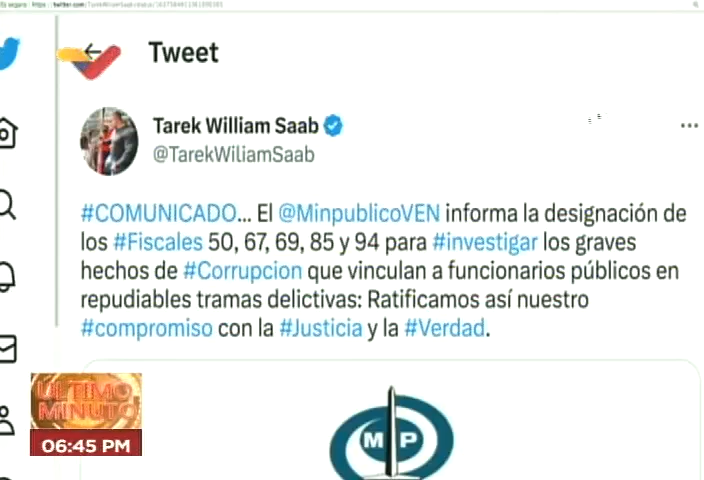 Tweet
Tarek William Saab
@TarekWiliamSaab
#COMUNICADO... El @MinpublicoVEN informa la designación de
los #Fiscales 50, 67, 69, 85 y 94 para #investigar los graves
hechos de #Corrupcion que vinculan a funcionarios públicos en
repudiables tramas delictivas: Ratificamos así nuestro
#compromiso con la #Justicia y la #Verdad.
ULTIMO
MINUTO
06:45 PM
MP